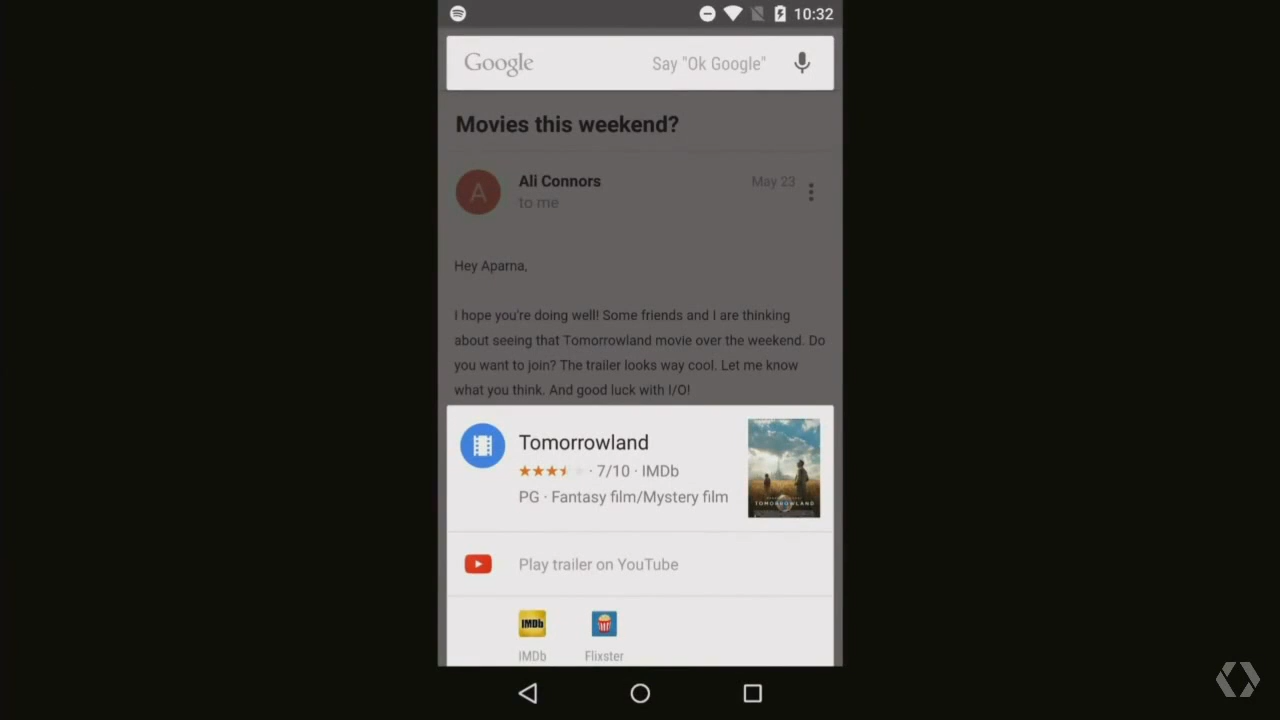 10:32
Google Say "Ok Google"
Movies this weekend?
A
Ali Connors May 23
to me
Hey Aparna,
I hope you're doing well! Some friends and I are thinking
about seeing that Tomorrowland movie over the weekend. Do
you want to join? The trailer looks way cool. Let me know
what you think. And good luck with I/O!
Tomorrowland
· 7/10 · IMDb
PG · Fantasy film/Mystery film
TOMORROWLAND
Play trailer on YouTube
IMDb
IMDb Flixster